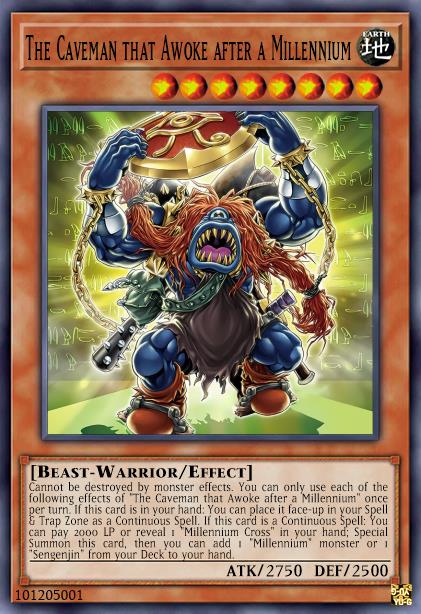 The Caveman that Awoke after a Millennium
EARTH
地
[Beast-Warrior/Effect]
Cannot be destroyed by monster effects. You can only use each of the
following effects of "The Caveman that Awoke after a Millennium" once
per turn. If this card is in your hand: You can place it face-up in your Spell
& Trap Zone as a Continuous Spell. If this card is a Continuous Spell: You
can pay 2000 LP or reveal 1 "Millennium Cross" in your hand; Special
Summon this card, then you can add 1 "Millennium" monster or 1
"Sengenjin" from your Deck to your hand.
ATK/2750 DEF/2500
101205001